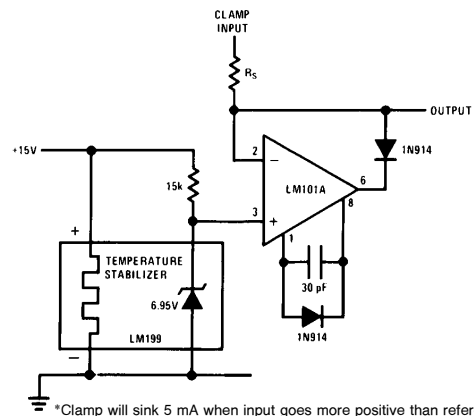 CLAMP
INPUT
RS
OUTPUT
+15V
2
1N914
15k
LM101A
6
3
8
+
1
TEMPERATURE
STABILIZER
30 pF
6.95V
LM199
1N914
*Clamp will sink 5 mA when input goes more positive than refer